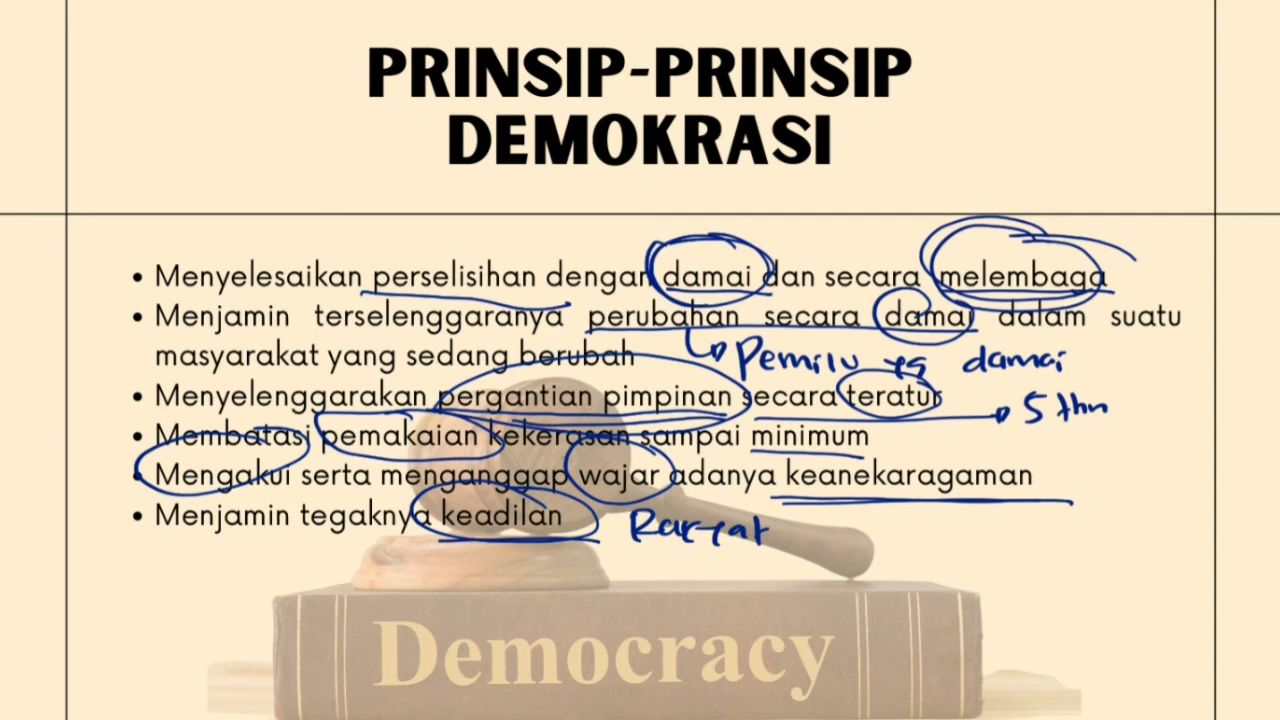 PRINSIP-PRINSIP
DEMOKRASI
• Menyelesaikan perselisihan dengan damai dan secara melembaga
• Menjamin terselenggaranya perubahan secara damai dalam suatu
masyarakat yang sedang berubah
Pemilu yg damai
• Menyelenggarakan pergantian pimpinan secara teratur
5 thn
• Membatasi pemakaian kekerasan sampai minimum
• Mengakui serta menganggap wajar adanya keanekaragaman
• Menjamin tegaknya keadilan
Rakyat
Democracy